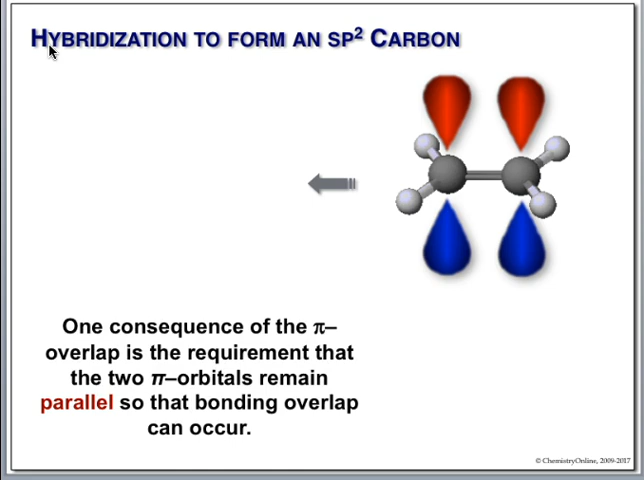 HYBRIDIZATION TO FORM AN SP² CARBON
One consequence of the π–
overlap is the requirement that
the two π–orbitals remain
parallel so that bonding overlap
can occur.
© ChemistryOnline, 2009-2017